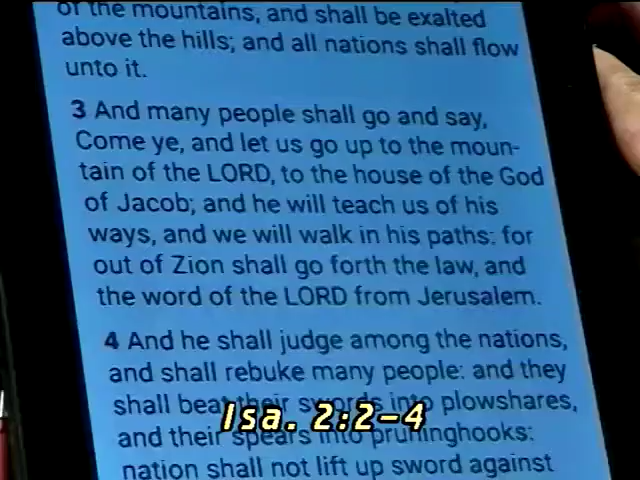 of the mountains, and shall be exalted
above the hills; and all nations shall flow
unto it.
3 And many people shall go and say,
Come ye, and let us go up to the moun-
tain of the LORD, to the house of the God
of Jacob; and he will teach us of his
ways, and we will walk in his paths: for
out of Zion shall go forth the law, and
the word of the LORD from Jerusalem.
4 And he shall judge among the nations,
and shall rebuke many people: and they
shall beat their swords into plowshares,
Isa. 2:2-4
and their spears into pruninghooks:
nation shall not lift up sword against